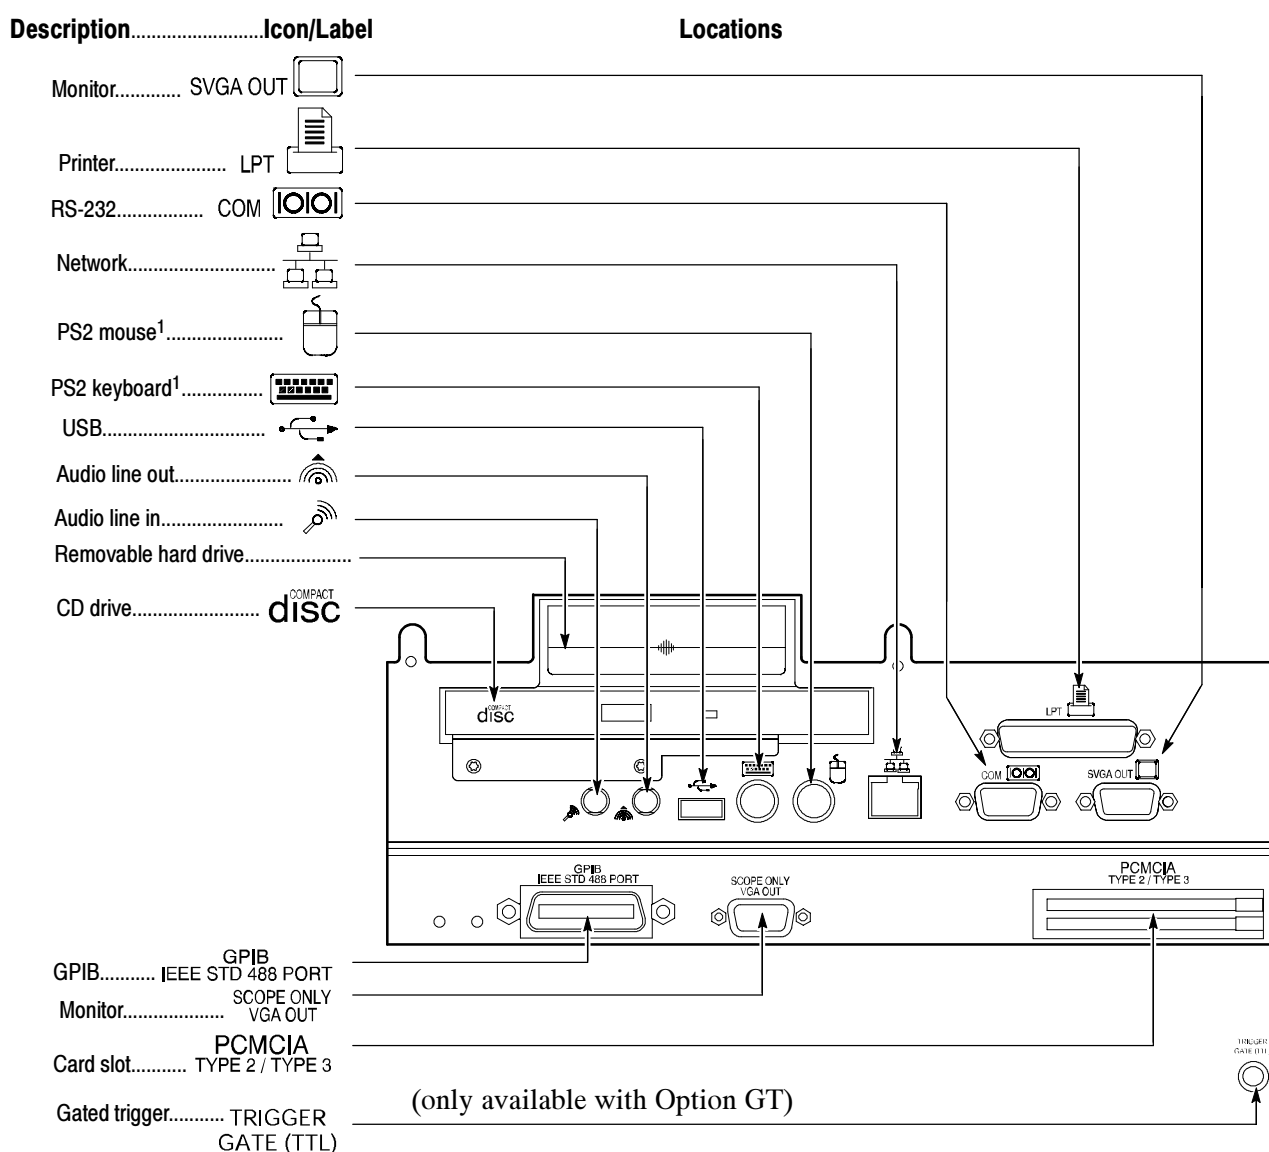 Description..........................Icon/Label Locations
Monitor............. SVGA OUT
Printer...................... LPT
RS-232................. COM
Network.............................
PS2 mouse1.......................
PS2 keyboard1................
USB................................
Audio line out.......................
Audio line in........................
Removable hard drive.....................
CD drive......................... COMPACT disc
COMPACT
disc
LPT
COM
SVGA OUT
GPIB
IEEE STD 488 PORT
SCOPE ONLY
VGA OUT
PCMCIA
TYPE 2 / TYPE 3
GPIB........... GPIB
IEEE STD 488 PORT
Monitor.................... SCOPE ONLY
VGA OUT
Card slot........... PCMCIA
TYPE 2 / TYPE 3
TRIGGER
GATE (TTL)
(only available with Option GT)
Gated trigger........... TRIGGER
GATE (TTL)